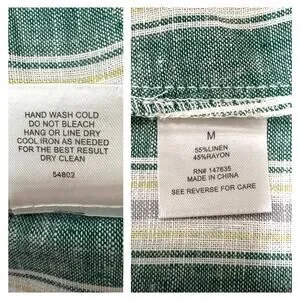 HAND WASH COLD
DO NOT BLEACH
HANG OR LINE DRY
COOL IRON AS NEEDED
FOR THE BEST RESULT
DRY CLEAN
54802
M
55%LINEN
45%RAYON
RN# 147635
MADE IN CHINA
SEE REVERSE FOR CARE